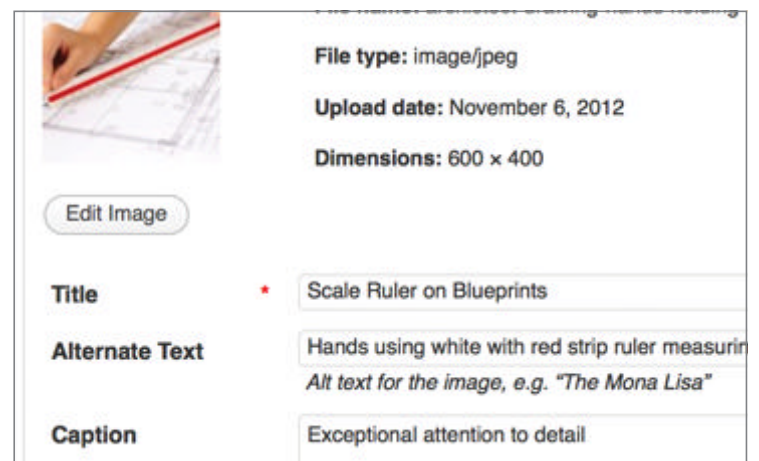 File type: image/jpeg
Upload date: November 6, 2012
Dimensions: 600 × 400
Edit Image
Title * Scale Ruler on Blueprints
Alternate Text Hands using white with red strip ruler
Alt text for the image, e.g. “The Mona Lisa”
Caption Exceptional attention to detail